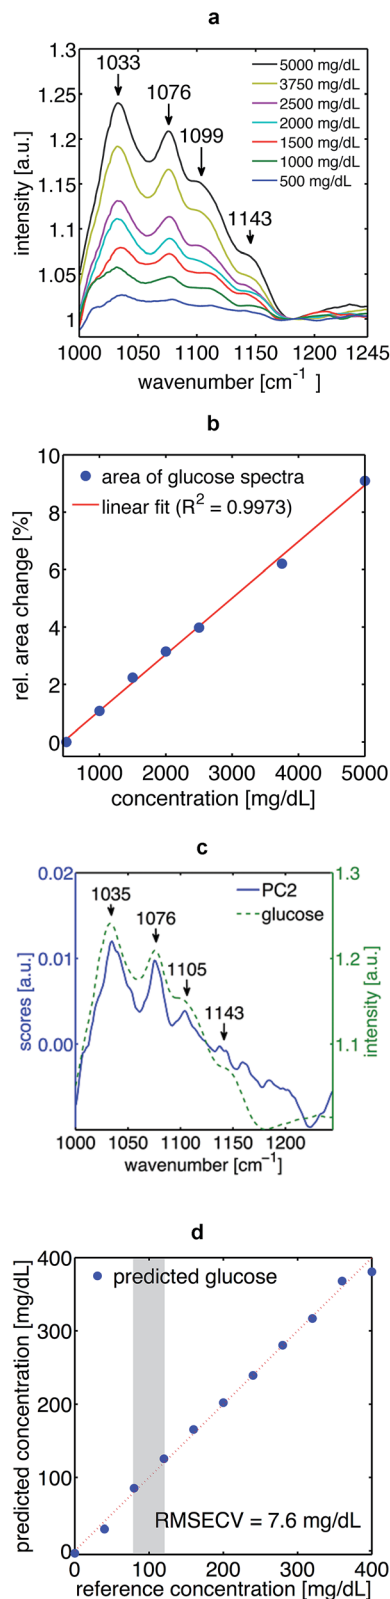 a
1.3
1.25
1.2
1.15
1.1
1.05
1
intensity [a.u.]
1033
1076
1099
1143
5000 mg/dL
3750 mg/dL
2500 mg/dL
2000 mg/dL
1500 mg/dL
1000 mg/dL
500 mg/dL
1000 1050 1100 1150 1200 1245
wavenumber [cm⁻¹ ]
b
10
8
6
4
2
0
rel. area change [%]
area of glucose spectra
linear fit (R² = 0.9973)
1000 2000 3000 4000 5000
concentration [mg/dL]
c
0.02
0.01
0.00
scores [a.u.]
1035
1076
1105
1143
PC2
glucose
1.3
1.2
1.1
intensity [a.u.]
1000 1050 1100 1150 1200
wavenumber [cm⁻¹]
d
400
300
200
100
0
predicted concentration [mg/dL]
predicted glucose
RMSECV = 7.6 mg/dL
0 100 200 300 400
reference concentration [mg/dL]